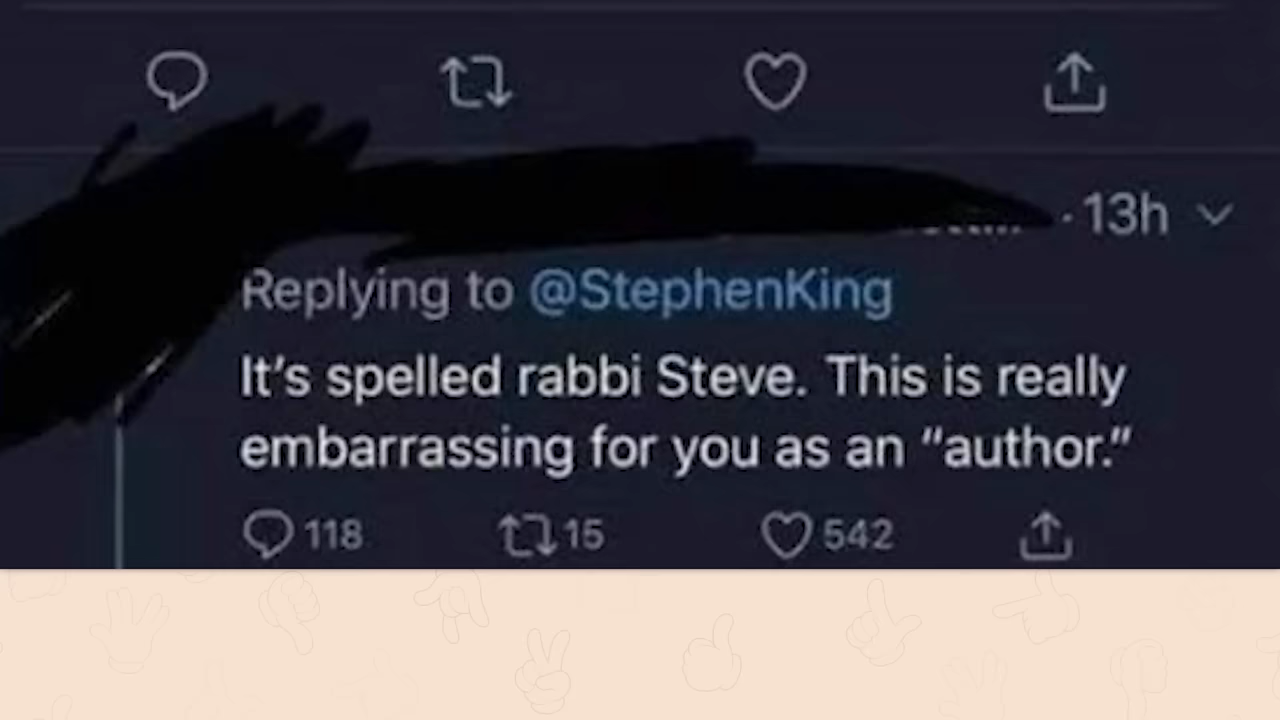 · 13h
Replying to @StephenKing
It’s spelled rabbi Steve. This is really
embarrassing for you as an “author.”
118 15 542